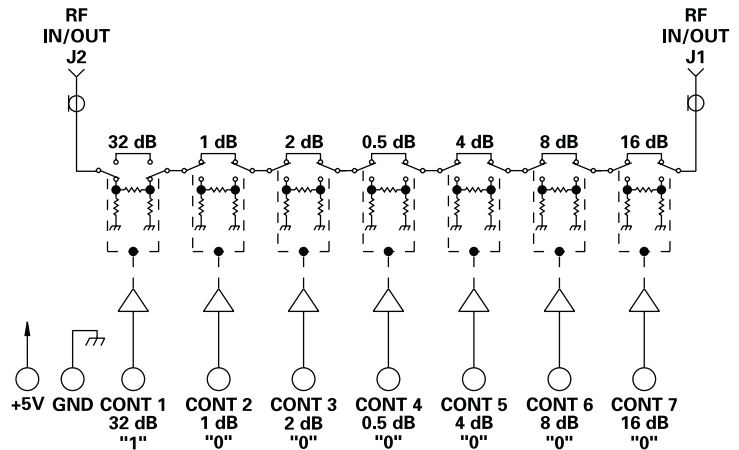 RF
IN/OUT
J2
RF
IN/OUT
J1
32 dB
1 dB
2 dB
0.5 dB
4 dB
8 dB
16 dB
+5V
GND
CONT 1
32 dB
"1"
CONT 2
1 dB
"0"
CONT 3
2 dB
"0"
CONT 4
0.5 dB
"0"
CONT 5
4 dB
"0"
CONT 6
8 dB
"0"
CONT 7
16 dB
"0"